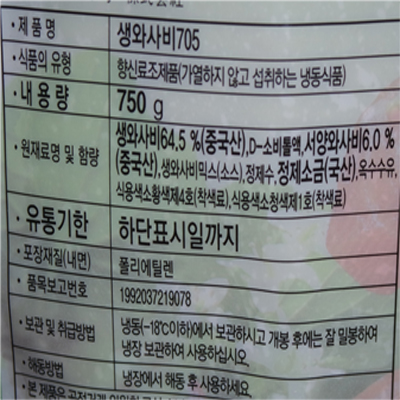 · 제 품 명 생와사비705
· 식품의 유형 향신료조제품(가열하지 않고 섭취하는 냉동식품)
· 내 용 량 750 g
· 원재료명 및 함량 생와사비64.5 %(중국산),D-소비톨액,서양와사비6.0 %
(중국산),생와사비믹스(소스),정제수,정제소금(국산),옥수수유,
식용색소황색제4호(착색료),식용색소청색제1호(착색료)
· 유통기한 하단표시일까지
· 포장재질(내면) 폴리에틸렌
· 품목보고번호 1992037219078
· 보관 및 취급방법 냉동(-18℃이하)에서 보관하시고 개봉 후에는 잘 밀봉하여
냉장 보관하여 사용하십시오.
· 해동방법 냉장에서 해동 후 사용하세요.
· 본 제품은